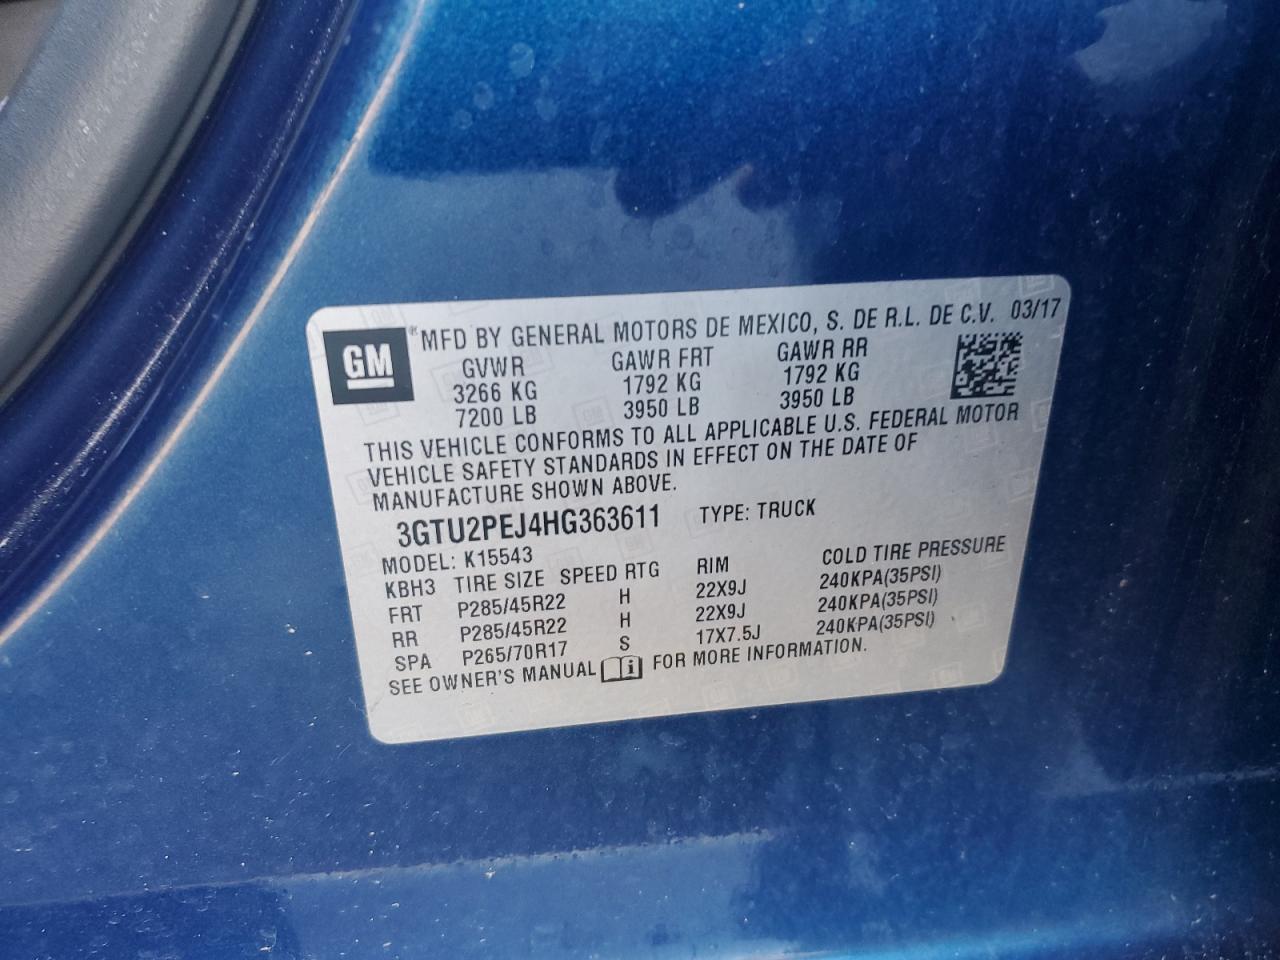 GM
® MFD BY GENERAL MOTORS DE MEXICO, S. DE R.L. DE C.V. 03/17
GVWR GAWR FRT GAWR RR
3266 KG 1792 KG 1792 KG
7200 LB 3950 LB 3950 LB
THIS VEHICLE CONFORMS TO ALL APPLICABLE U.S. FEDERAL MOTOR
VEHICLE SAFETY STANDARDS IN EFFECT ON THE DATE OF
MANUFACTURE SHOWN ABOVE.
3GTU2PEJ4HG363611 TYPE: TRUCK
MODEL: K15543
KBH3 TIRE SIZE SPEED RTG RIM COLD TIRE PRESSURE
FRT P285/45R22 H 22X9J 240KPA(35PSI)
RR P285/45R22 H 22X9J 240KPA(35PSI)
SPA P265/70R17 S 17X7.5J 240KPA(35PSI)
SEE OWNER'S MANUAL i FOR MORE INFORMATION.